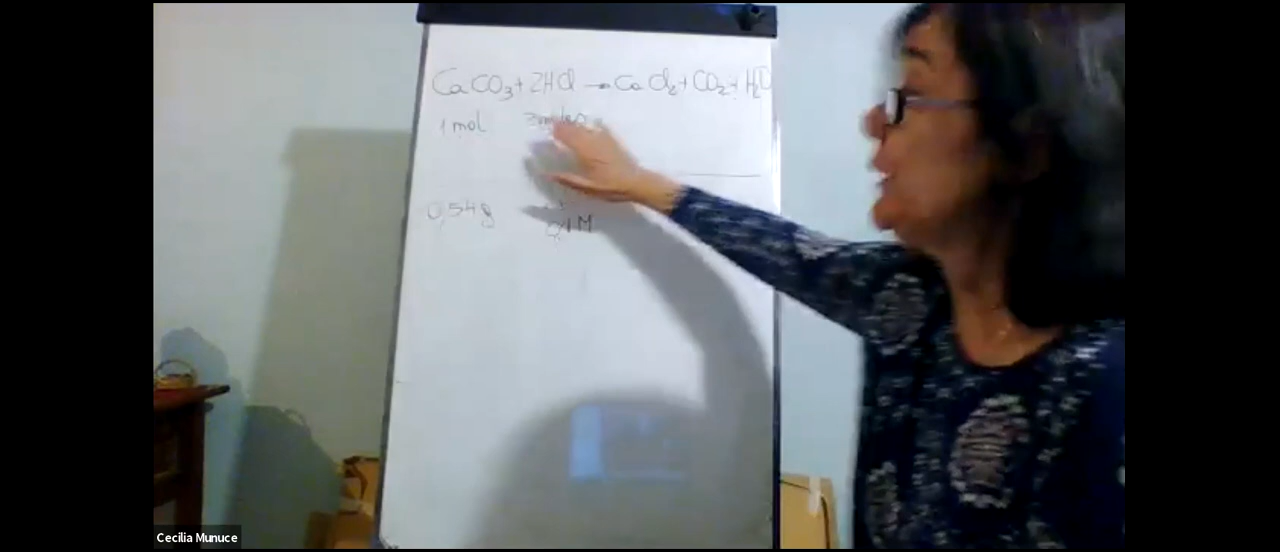 CaCO3 + 2HCl → CaCl2 + CO2 + H2O
1 mol
0,54 g
0,1 M
Cecilia Munuce